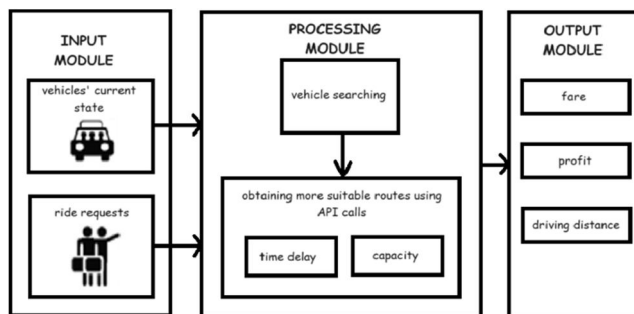 INPUT
MODULE
vehicles' current
state
ride requests
PROCESSING
MODULE
vehicle searching
obtaining more suitable routes using
API calls
time delay
capacity
OUTPUT
MODULE
fare
profit
driving distance